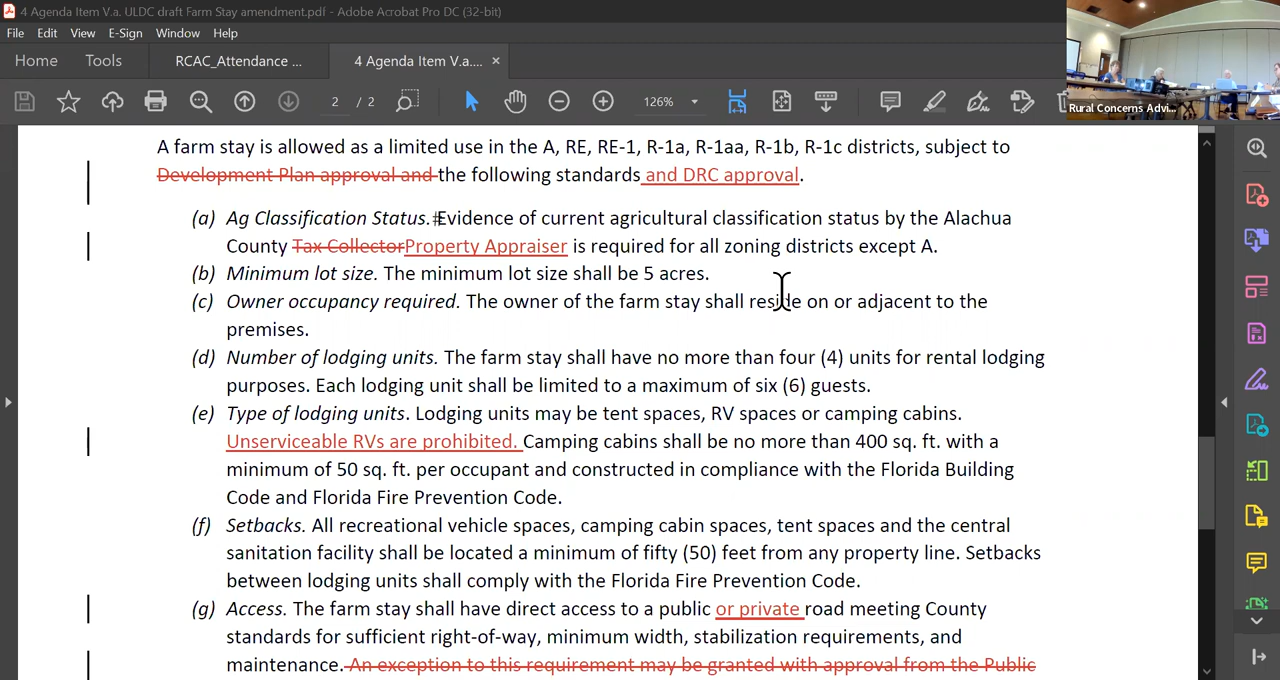 4 Agenda Item V.a. ULDC draft Farm Stay amendment.pdf - Adobe Acrobat Pro DC (32-bit)
File Edit View E-Sign Window Help
Home Tools RCAC_Attendance ... 4 Agenda Item V.a.... ×
2 / 2 126%
Rural Concerns Advi...
A farm stay is allowed as a limited use in the A, RE, RE-1, R-1a, R-1aa, R-1b, R-1c districts, subject to
Development Plan approval and the following standards and DRC approval.
(a) Ag Classification Status. Evidence of current agricultural classification status by the Alachua
County Tax CollectorProperty Appraiser is required for all zoning districts except A.
(b) Minimum lot size. The minimum lot size shall be 5 acres.
(c) Owner occupancy required. The owner of the farm stay shall reside on or adjacent to the
premises.
(d) Number of lodging units. The farm stay shall have no more than four (4) units for rental lodging
purposes. Each lodging unit shall be limited to a maximum of six (6) guests.
(e) Type of lodging units. Lodging units may be tent spaces, RV spaces or camping cabins.
Unserviceable RVs are prohibited. Camping cabins shall be no more than 400 sq. ft. with a
minimum of 50 sq. ft. per occupant and constructed in compliance with the Florida Building
Code and Florida Fire Prevention Code.
(f) Setbacks. All recreational vehicle spaces, camping cabin spaces, tent spaces and the central
sanitation facility shall be located a minimum of fifty (50) feet from any property line. Setbacks
between lodging units shall comply with the Florida Fire Prevention Code.
(g) Access. The farm stay shall have direct access to a public or private road meeting County
standards for sufficient right-of-way, minimum width, stabilization requirements, and
maintenance. An exception to this requirement may be granted with approval from the Public